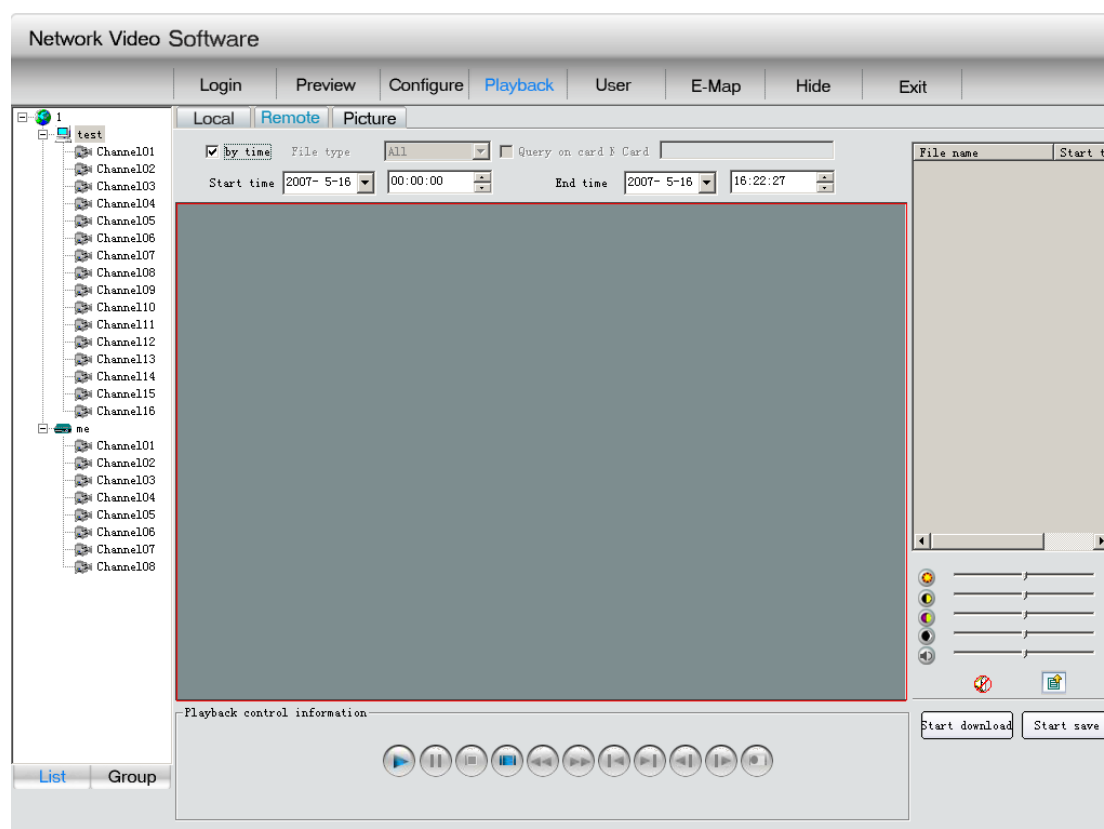 Network Video Software
Login Preview Configure Playback User E-Map Hide Exit
1
test
Channel01
Channel02
Channel03
Channel04
Channel05
Channel06
Channel07
Channel08
Channel09
Channel10
Channel11
Channel12
Channel13
Channel14
Channel15
Channel16
me
Channel01
Channel02
Channel03
Channel04
Channel05
Channel06
Channel07
Channel08
List Group
Local Remote Picture
by time File type All Query on card N Card
Start time 2007- 5-16 00:00:00 End time 2007- 5-16 16:22:27
File name Start t
Playback control information
Start download Start save